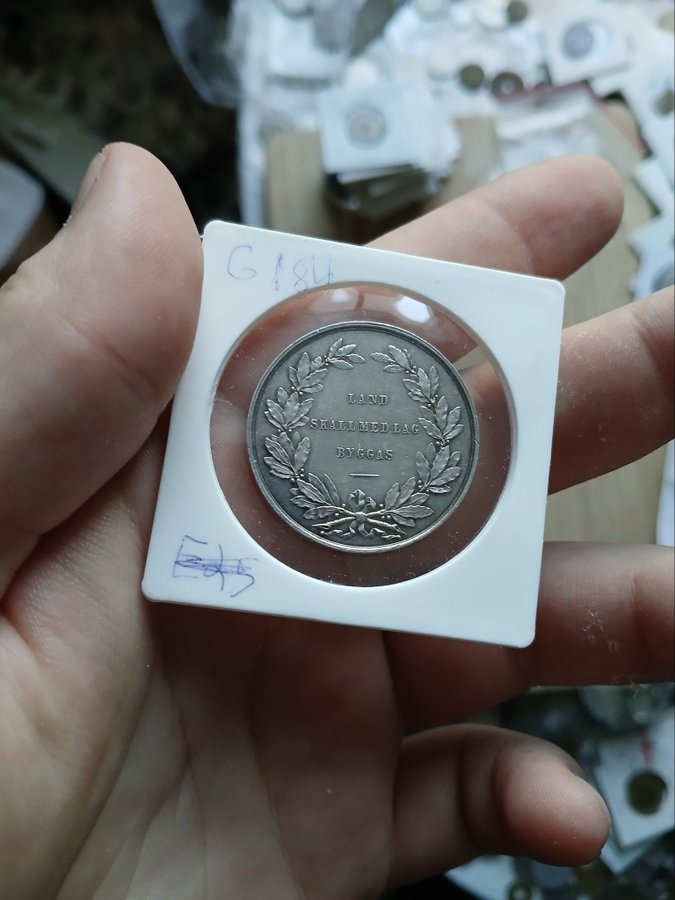 G 184
LAND
SKALL MED LAG
BYGGAS